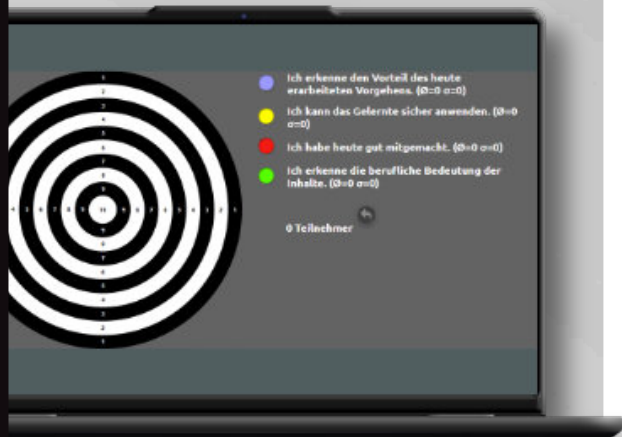 Ich erkenne den Vorteil des heute
erarbeiteten Vorgehens. (Ø=0 σ=0)
Ich kann das Gelernte sicher anwenden. (Ø=0
σ=0)
Ich habe heute gut mitgemacht. (Ø=0 σ=0)
Ich erkenne die berufliche Bedeutung der
Inhalte. (Ø=0 σ=0)
0 Teilnehmer